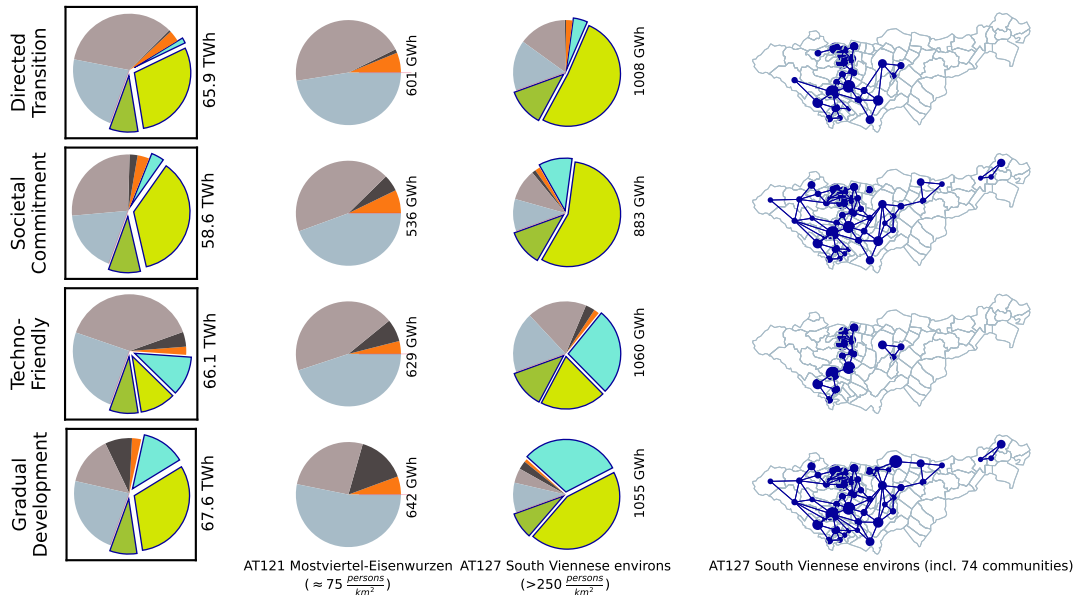 Directed
Transition
65.9 TWh
601 GWh
1008 GWh
Societal
Commitment
58.6 TWh
536 GWh
883 GWh
Techno-
Friendly
66.1 TWh
629 GWh
1060 GWh
Gradual
Development
67.6 TWh
642 GWh
1055 GWh
AT121 Mostviertel-Eisenwurzen
(≈75 persons/km²)
AT127 South Viennese environs
(>250 persons/km²)
AT127 South Viennese environs (incl. 74 communities)